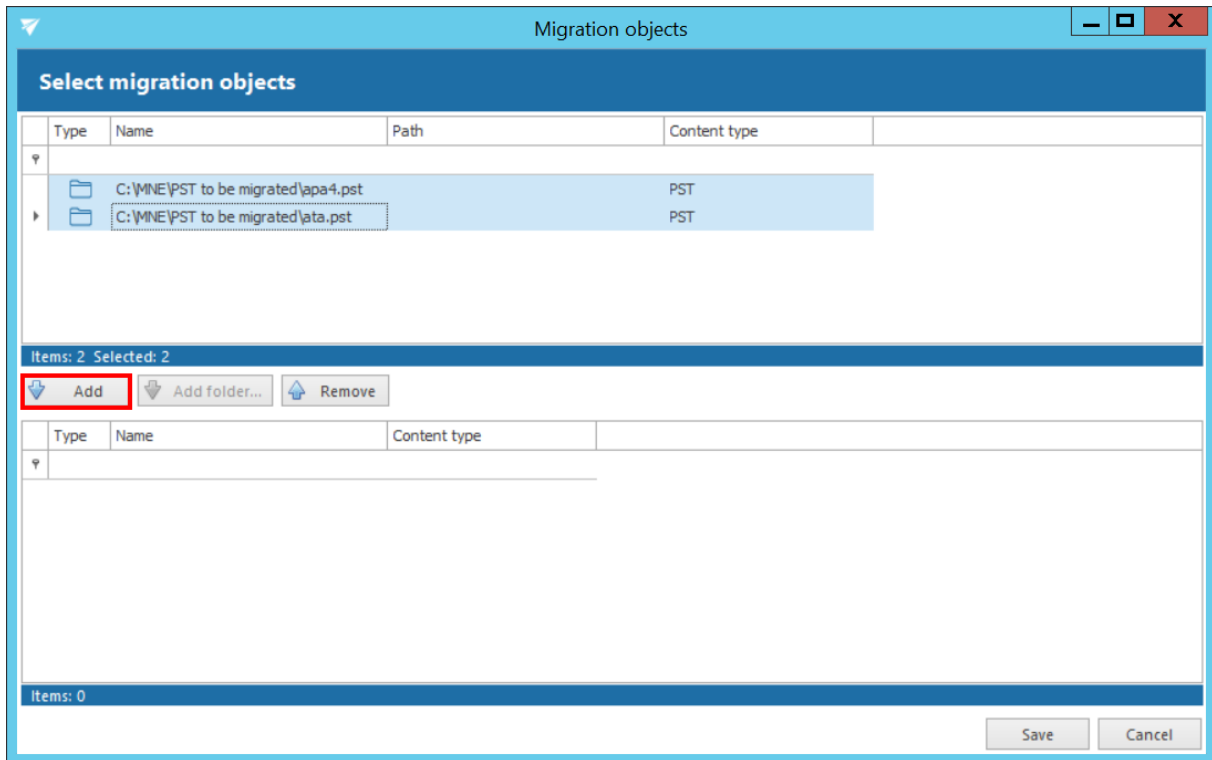 Migration objects
Select migration objects
Type Name Path Content type
C:\MNE\PST to be migrated\apa4.pst PST
C:\MNE\PST to be migrated\ata.pst PST
Items: 2 Selected: 2
Add Add folder... Remove
Type Name Content type
Items: 0
Save Cancel